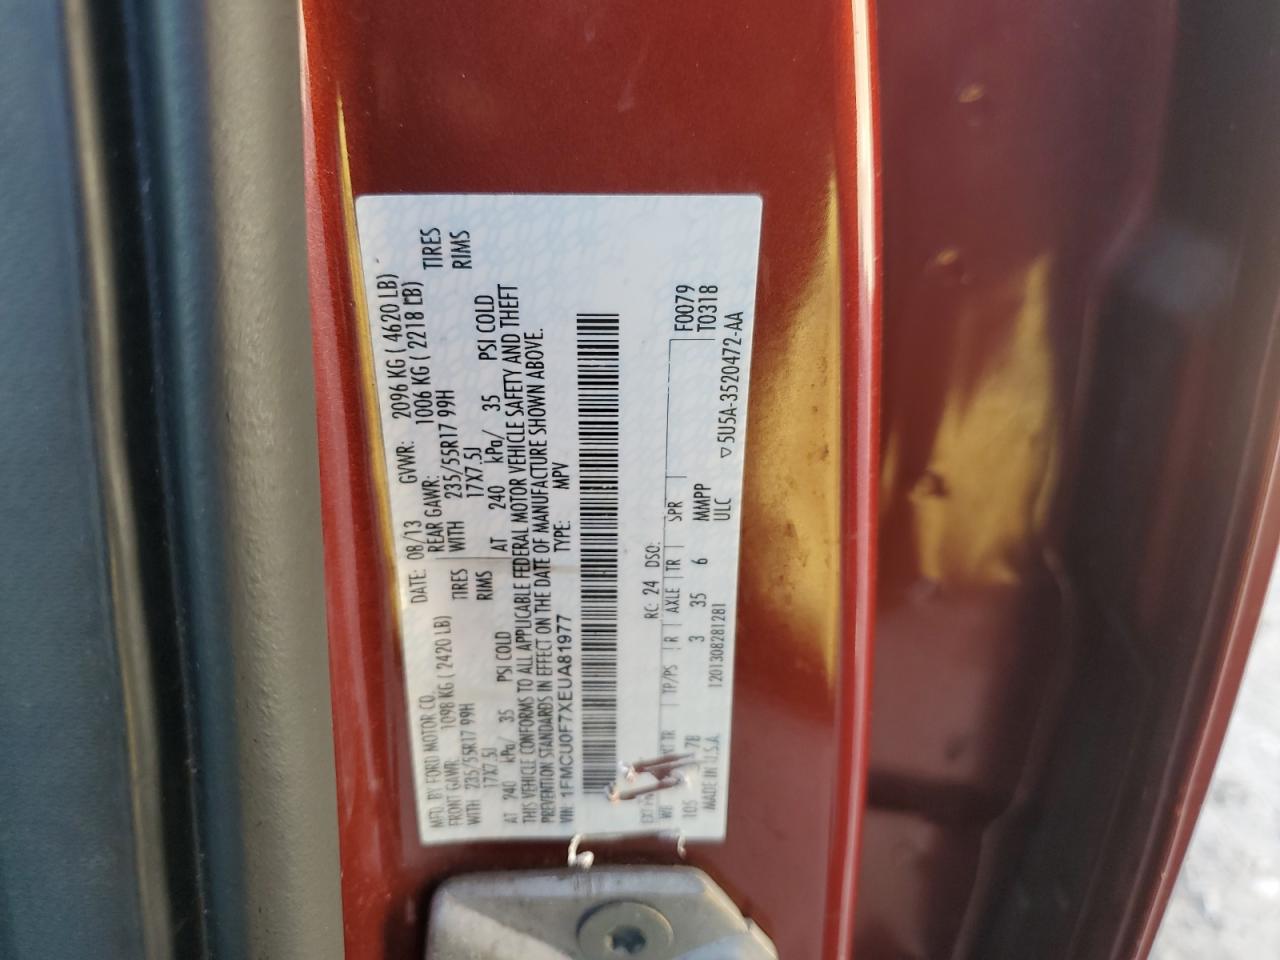 MFD. BY FORD MOTOR CO.
DATE: 08/13 GVWR: 2096 KG ( 4620 LB)
FRONT GAWR: 1098 KG ( 2420 LB)
REAR GAWR: 1006 KG ( 2218 LB)
WITH 235/55R17 99H TIRES
WITH 235/55R17 99H TIRES
17X7.5J RIMS
17X7.5J RIMS
AT 240 kPa/ 35 PSI COLD
AT 240 kPa/ 35 PSI COLD
THIS VEHICLE CONFORMS TO ALL APPLICABLE FEDERAL MOTOR VEHICLE SAFETY AND THEFT
PREVENTION STANDARDS IN EFFECT ON THE DATE OF MANUFACTURE SHOWN ABOVE.
VIN: 1FMCU0F7XEUA81977
TYPE: MPV
RC: 24 DSO:
F0079
T0318
WB
TP/PS R AXLE TR SPR
105 78 3 35 6 MMPP
ULC
MADE IN U.S.A.
1201308281281
▽5U5A-3520472-AA